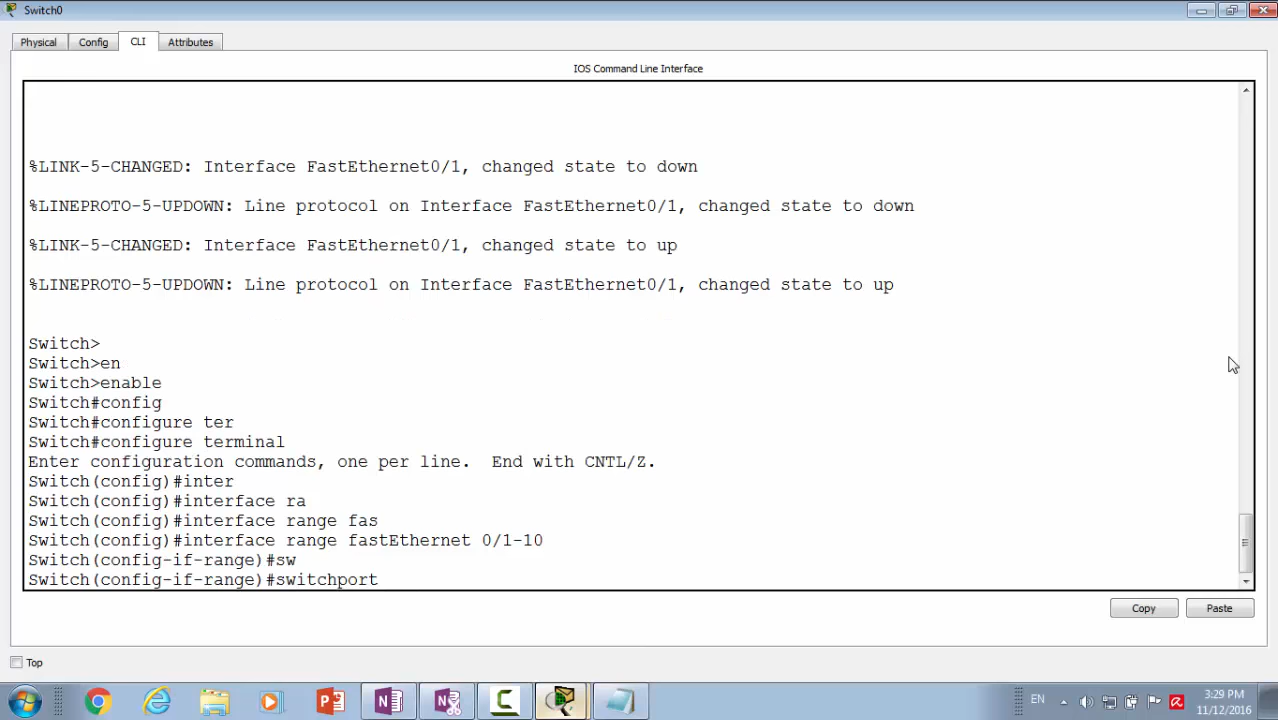 Switch0
Physical
Config
CLI
Attributes
IOS Command Line Interface
%LINK-5-CHANGED: Interface FastEthernet0/1, changed state to down
%LINEPROTO-5-UPDOWN: Line protocol on Interface FastEthernet0/1, changed state to down
%LINK-5-CHANGED: Interface FastEthernet0/1, changed state to up
%LINEPROTO-5-UPDOWN: Line protocol on Interface FastEthernet0/1, changed state to up
Switch>
Switch>en
Switch>enable
Switch#config
Switch#configure ter
Switch#configure terminal
Enter configuration commands, one per line.  End with CNTL/Z.
Switch(config)#inter
Switch(config)#interface ra
Switch(config)#interface range fas
Switch(config)#interface range fastEthernet 0/1-10
Switch(config-if-range)#sw
Switch(config-if-range)#switchport
Copy
Paste
Top
EN
3:29 PM
11/12/2016